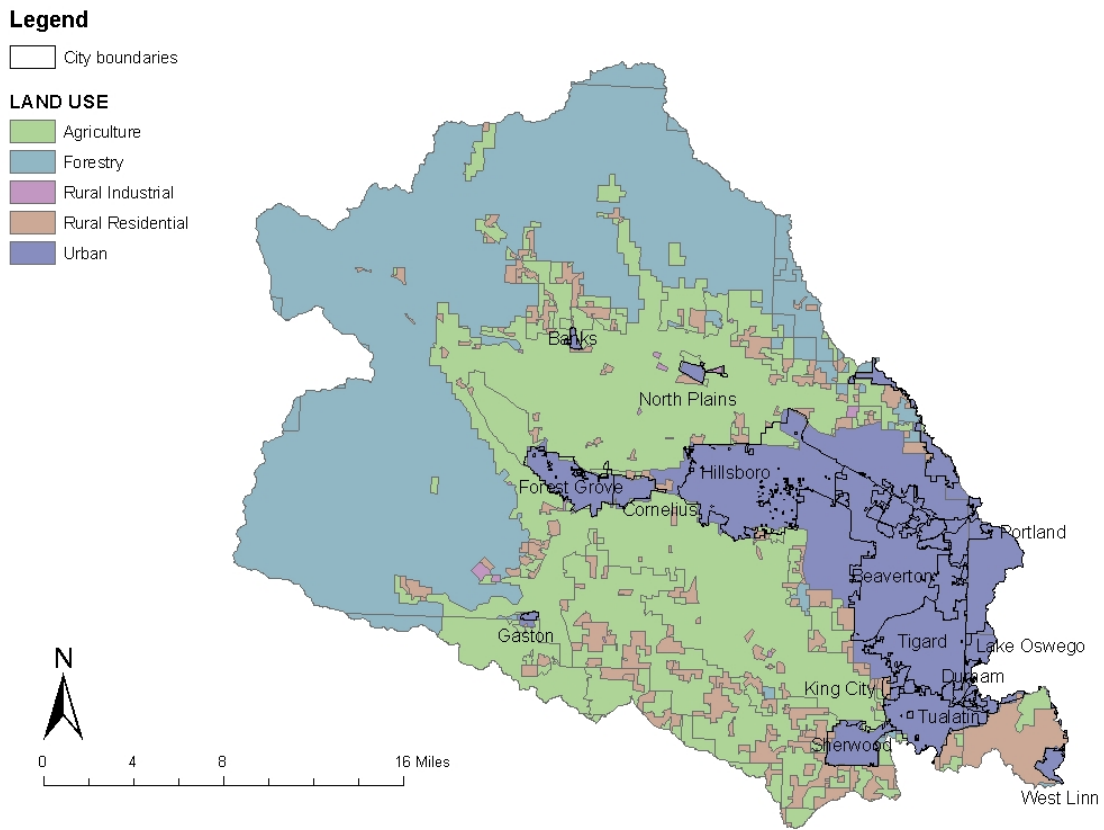 Legend
City boundaries
LAND USE
Agriculture
Forestry
Rural Industrial
Rural Residential
Urban
Banks
North Plains
Hillsboro
Forest Grove
Cornelius
Portland
Beaverton
Gaston
Tigard
Lake Oswego
Durham
King City
Tualatin
Sherwood
West Linn
N
0 4 8 16 Miles